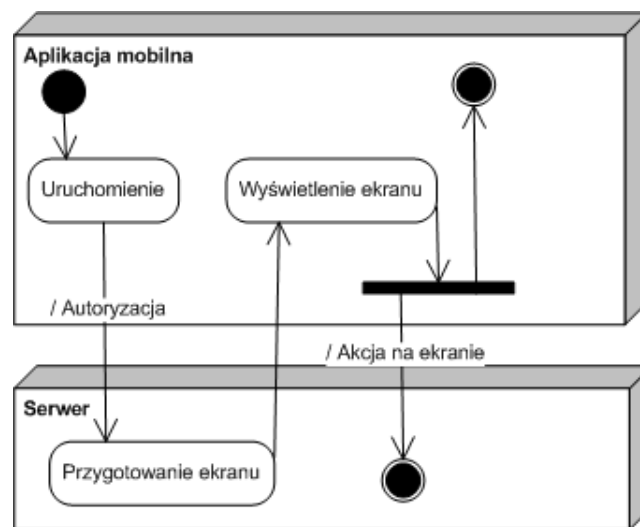 Aplikacja mobilna
Uruchomienie
Wyświetlenie ekranu
/ Autoryzacja
/ Akcja na ekranie
Serwer
Przygotowanie ekranu